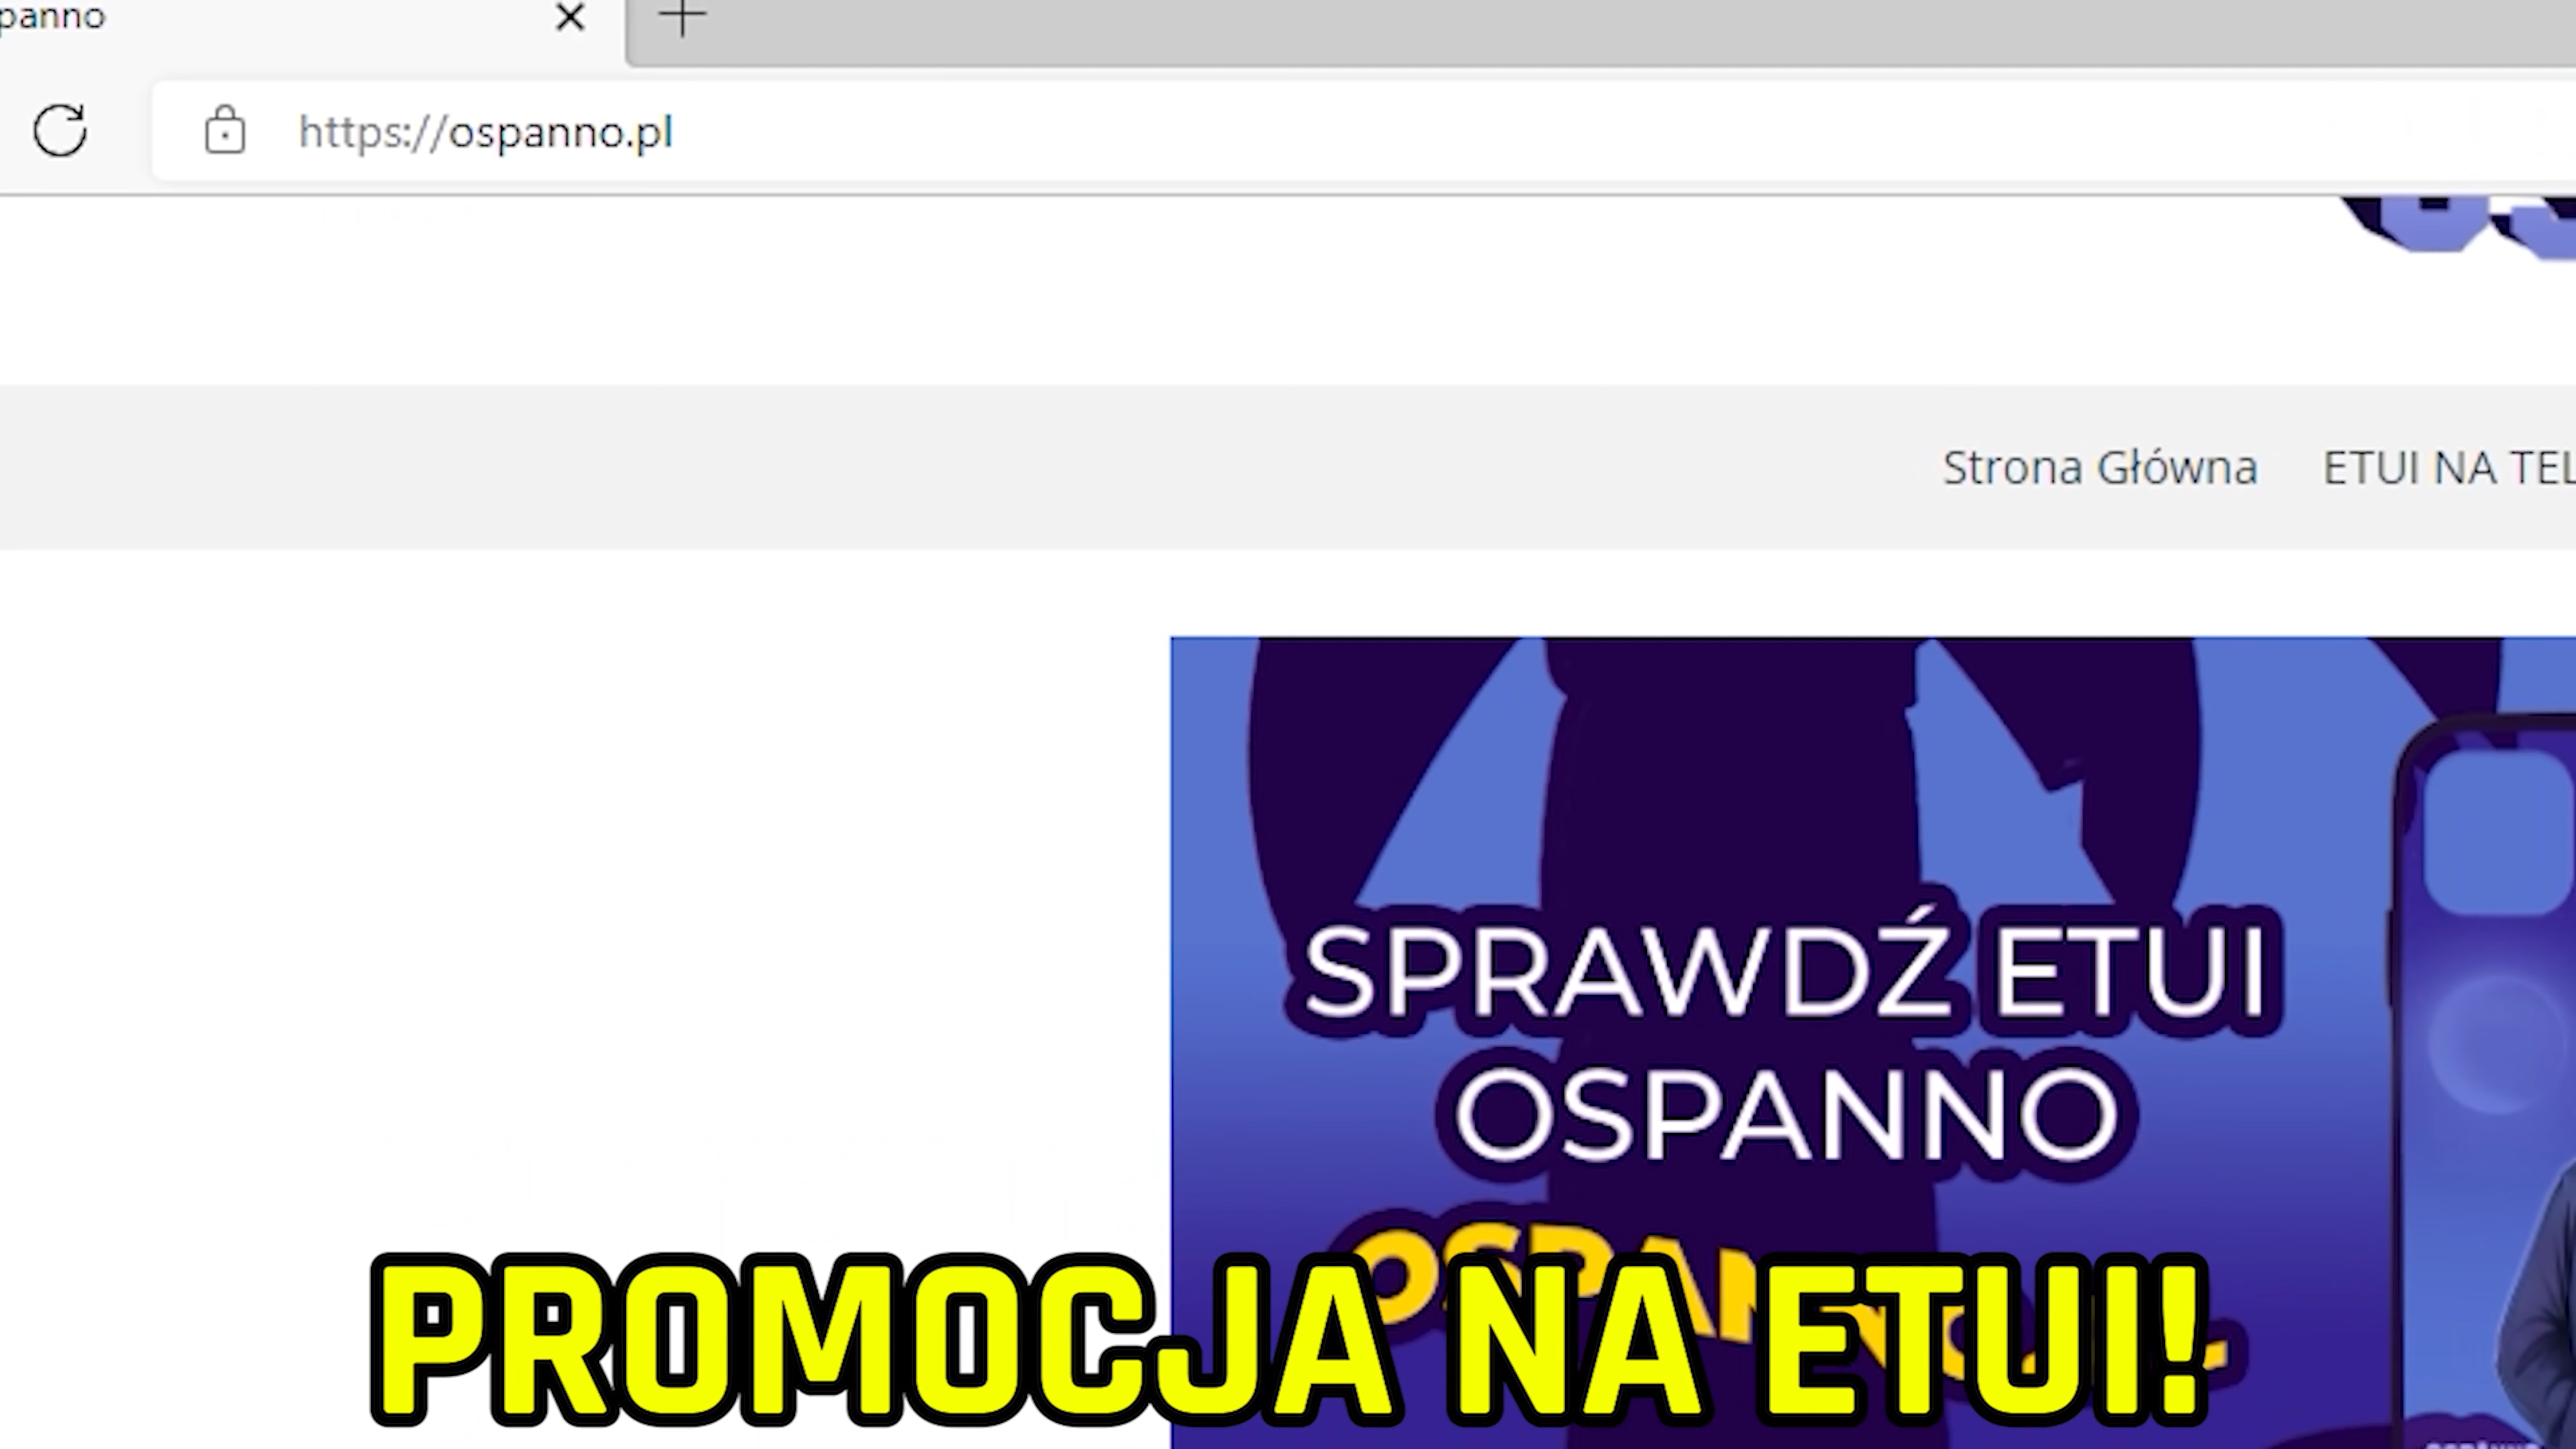 panno
https://ospanno.pl
Strona Główna ETUI NA TEL
SPRAWDŹ ETUI
OSPANNO
PROMOCJA NA ETUI!